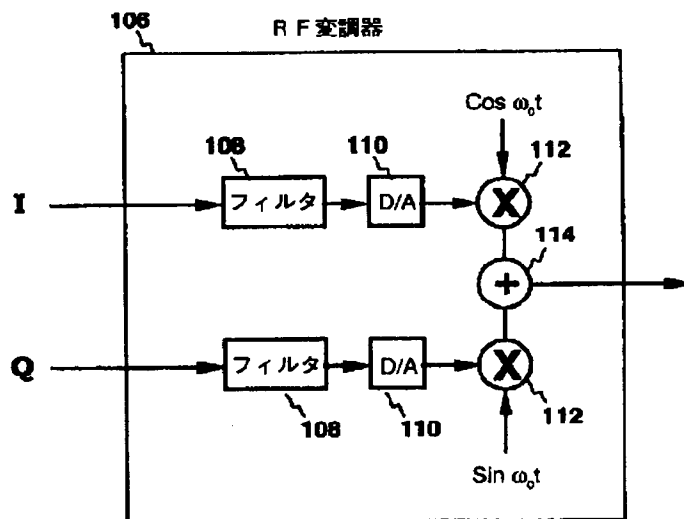 106
RF変調器
Cos ω₀t
108
110
112
I
フィルタ
D/A
X
114
+
Q
フィルタ
D/A
X
108
110
112
Sin ω₀t